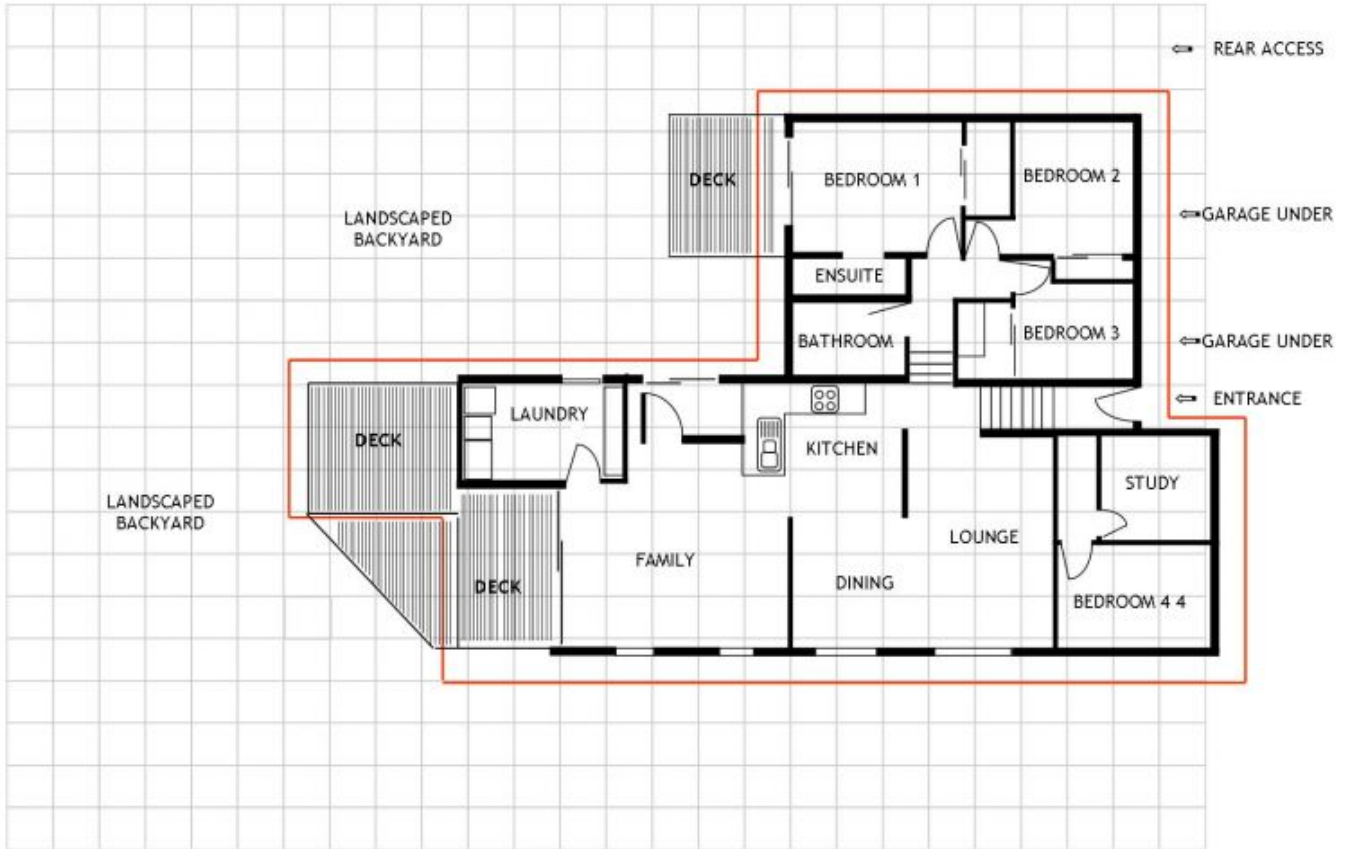 REAR ACCESS
DECK
BEDROOM 1
BEDROOM 2
LANDSCAPED
BACKYARD
GARAGE UNDER
ENSUITE
BATHROOM
BEDROOM 3
GARAGE UNDER
ENTRANCE
LAUNDRY
DECK
KITCHEN
STUDY
LANDSCAPED
BACKYARD
LOUNGE
FAMILY
DECK
DINING
BEDROOM 4 4